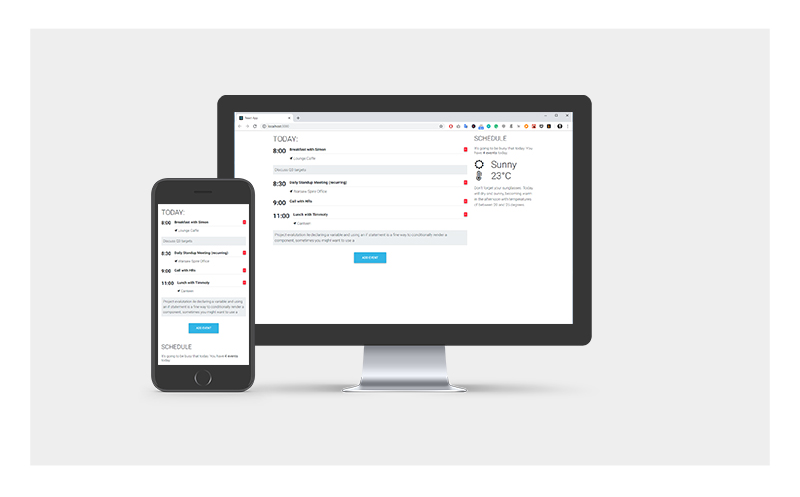 React App
localhost:3000
TODAY:
8:00 Breakfast with Simon
Lounge Caffe
Discuss Q3 targets
8:30 Daily Standup Meeting (recurring)
Warsaw Spire Office
9:00 Call with HRs
11:00 Lunch with Timmoty
Canteen
Project evalutation declaring a variable and using an if statement is a fine way to conditionally render a
component, sometimes you might want to use a
ADD EVENT
SCHEDULE
It's going to be busy that today. You
have 4 events today.
Sunny
23°C
Don't forget your sunglasses. Today
will dry and sunny, becoming warm
in the afternoon with temperatures
of between 20 and 25 degrees
TODAY:
8:00 Breakfast with Simon
Lounge Caffe
Discuss Q3 targets
8:30 Daily Standup Meeting (recurring)
Warsaw Spire Office
9:00 Call with HRs
11:00 Lunch with Timmoty
Canteen
Project evalutation declaring a variable and using
an if statement is a fine way to conditionally render a
component, sometimes you might want to use a
ADD EVENT
SCHEDULE
It's going to be busy that today. You have 4 events
today.